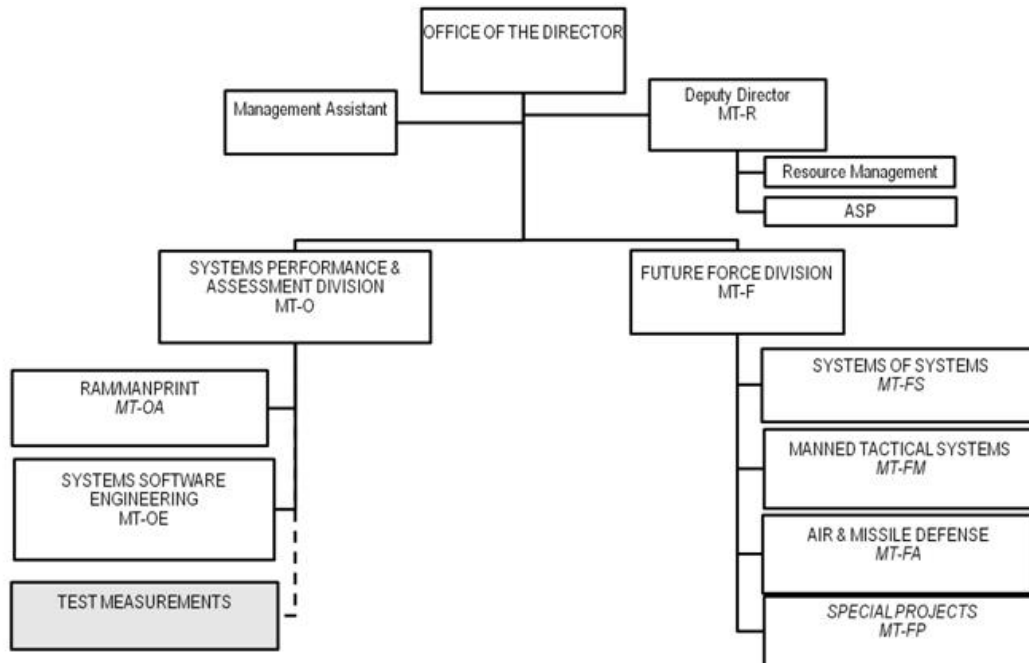 OFFICE OF THE DIRECTOR
Management Assistant
Deputy Director
MT-R
Resource Management
ASP
SYSTEMS PERFORMANCE &
ASSESSMENT DIVISION
MT-O
FUTURE FORCE DIVISION
MT-F
RAM/MANPRINT
MT-OA
SYSTEMS SOFTWARE
ENGINEERING
MT-OE
TEST MEASUREMENTS
SYSTEMS OF SYSTEMS
MT-FS
MANNED TACTICAL SYSTEMS
MT-FM
AIR & MISSILE DEFENSE
MT-FA
SPECIAL PROJECTS
MT-FP